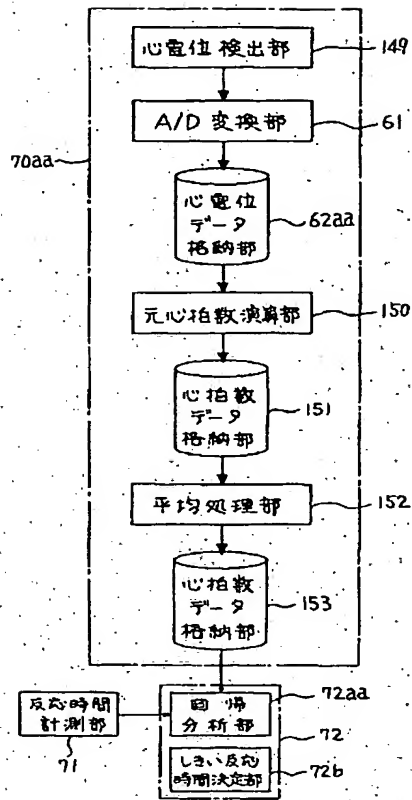 心電位検出部
149
A/D 変換部
61
70aa
心電位
データ
格納部
62aa
元心拍数演算部
150
心拍数
データ
格納部
151
平均処理部
152
心拍数
データ
格納部
153
反応時間
計測部
71
回帰
分析部
72aa
72
しきい反応
時間決定部
72b